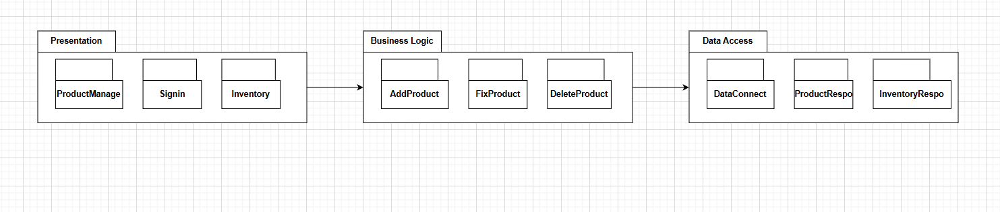 Presentation
Business Logic
Data Access
ProductManage
Signin
Inventory
AddProduct
FixProduct
DeleteProduct
DataConnect
ProductRespo
InventoryRespo